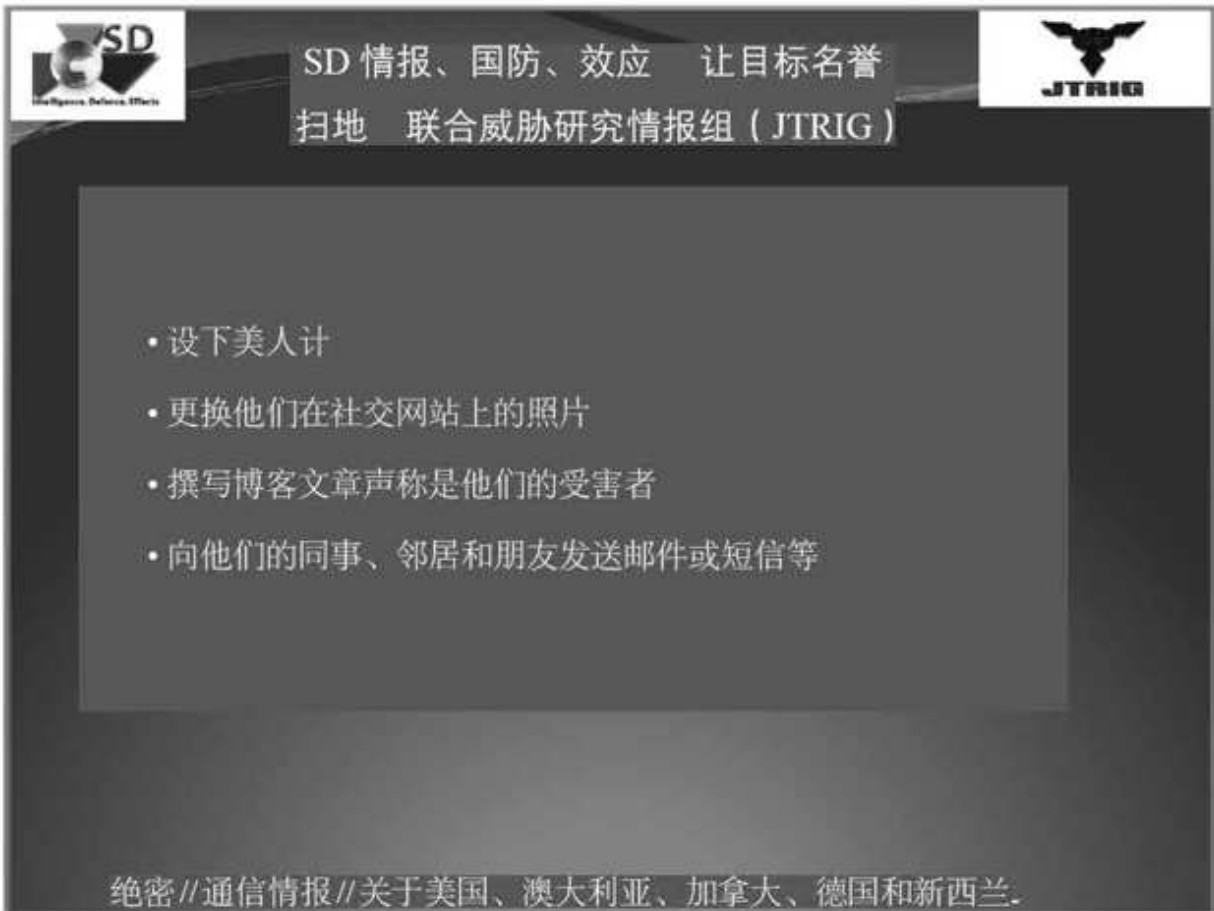 SD
Intelligence, Defence, Effects
SD 情报、国防、效应 让目标名誉
扫地 联合威胁研究情报组（JTRIG）
JTRIG
• 设下美人计
• 更换他们在社交网站上的照片
• 撰写博客文章声称是他们的受害者
• 向他们的同事、邻居和朋友发送邮件或短信等
绝密//通信情报//关于美国、澳大利亚、加拿大、德国和新西兰.